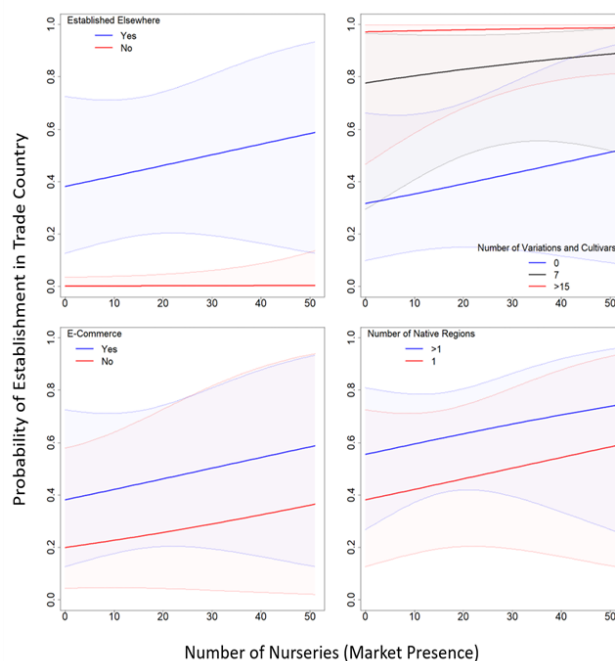 Probability of Establishment in Trade Country
Established Elsewhere
Yes
No
0.0 0.2 0.4 0.6 0.8 1.0
0 10 20 30 40 50
Number of Variations and Cultivars
0
7
>15
0.0 0.2 0.4 0.6 0.8 1.0
0 10 20 30 40 50
E-Commerce
Yes
No
0.0 0.2 0.4 0.6 0.8 1.0
0 10 20 30 40 50
Number of Native Regions
>1
1
0.0 0.2 0.4 0.6 0.8 1.0
0 10 20 30 40 50
Number of Nurseries (Market Presence)